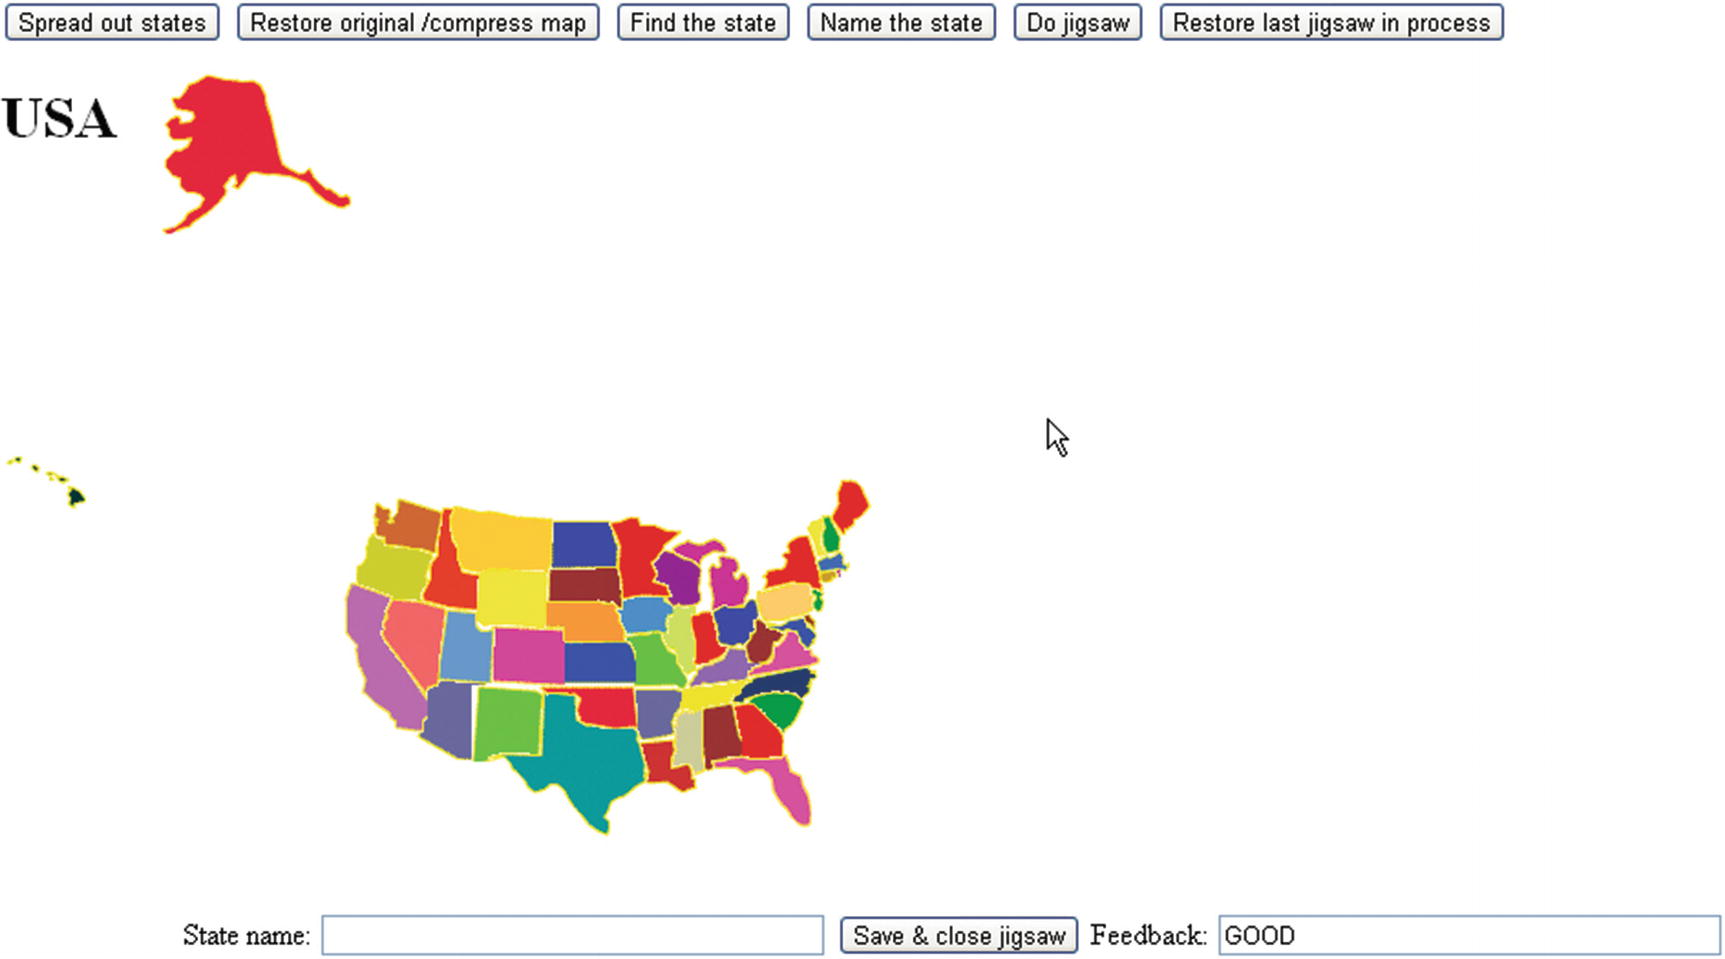 Spread out states Restore original /compress map Find the state Name the state Do jigsaw Restore last jigsaw in process
USA
State name: Save & close jigsaw Feedback: GOOD